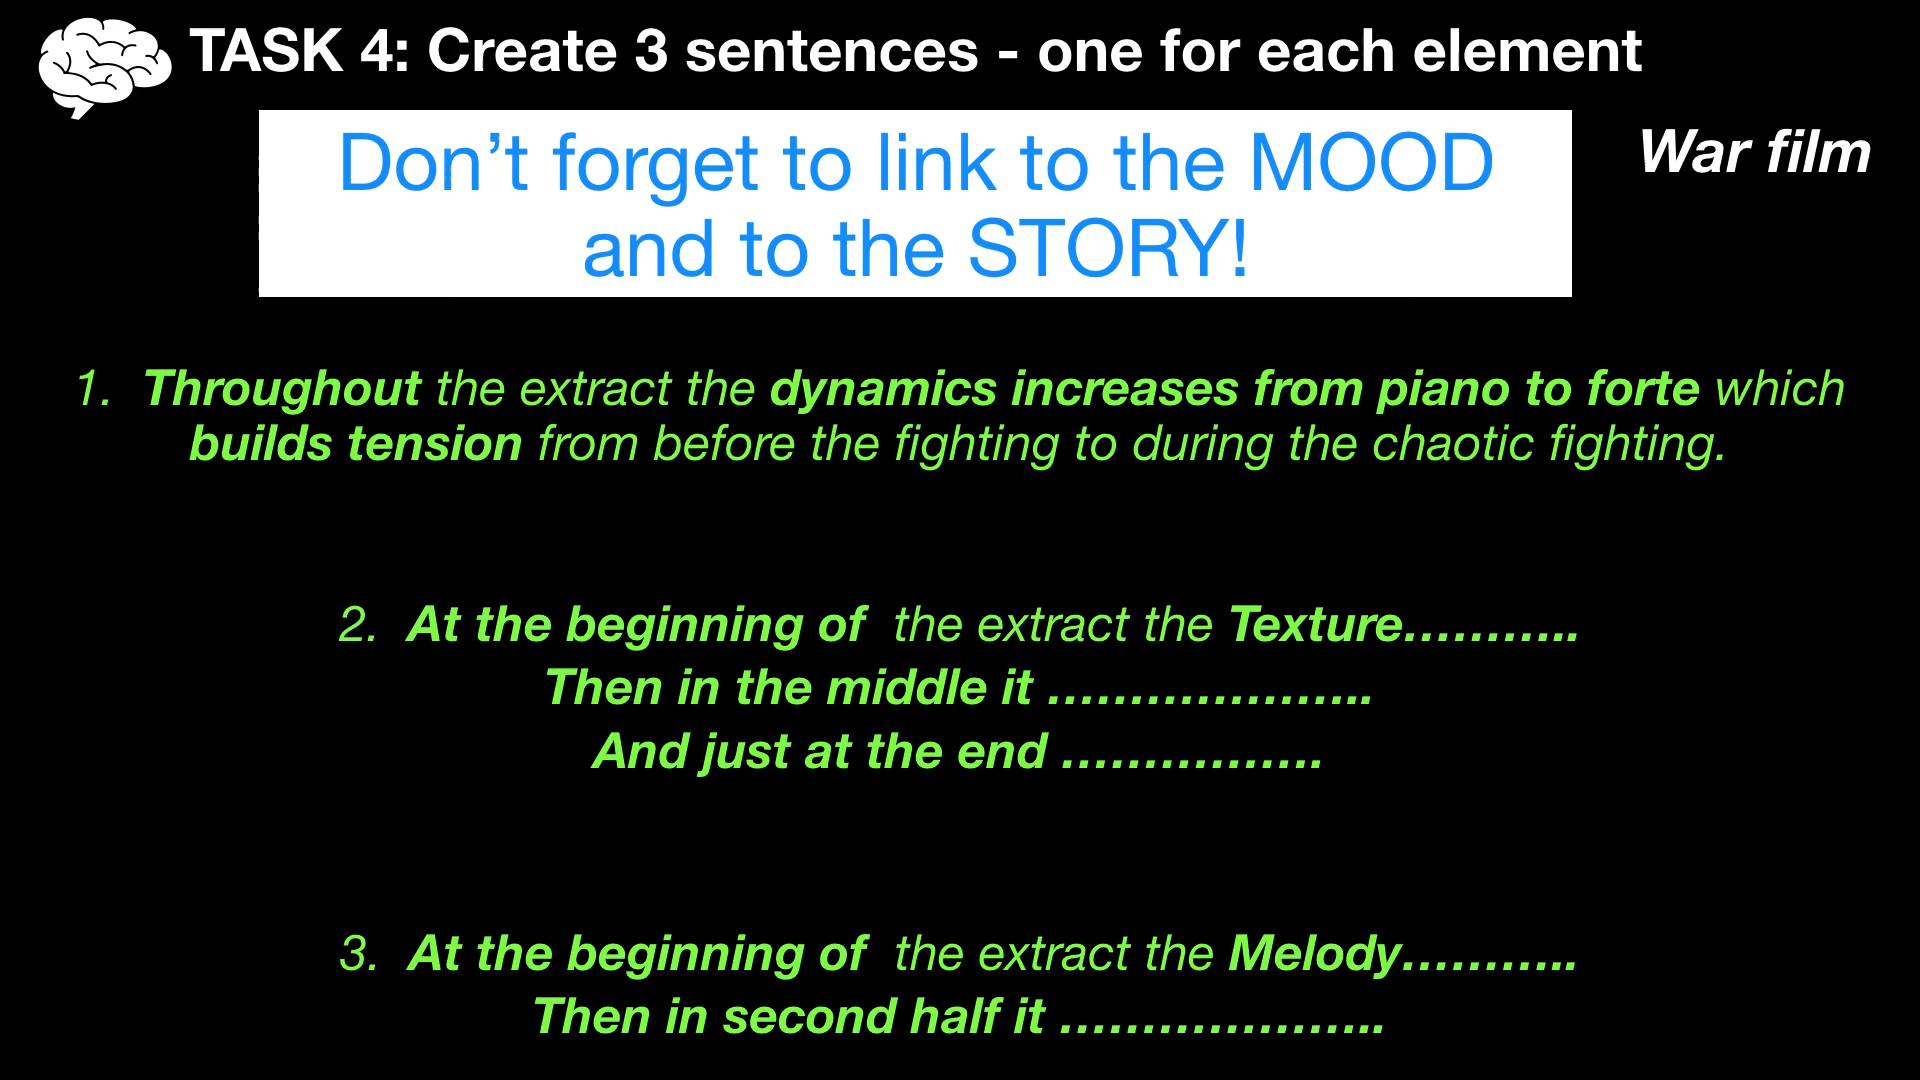 TASK 4: Create 3 sentences - one for each element
Don’t forget to link to the MOOD
and to the STORY!
War film
1. Throughout the extract the dynamics increases from piano to forte which
builds tension from before the fighting to during the chaotic fighting.
2. At the beginning of the extract the Texture………..
Then in the middle it ………………..
And just at the end …………….
3. At the beginning of the extract the Melody………..
Then in second half it ………………..